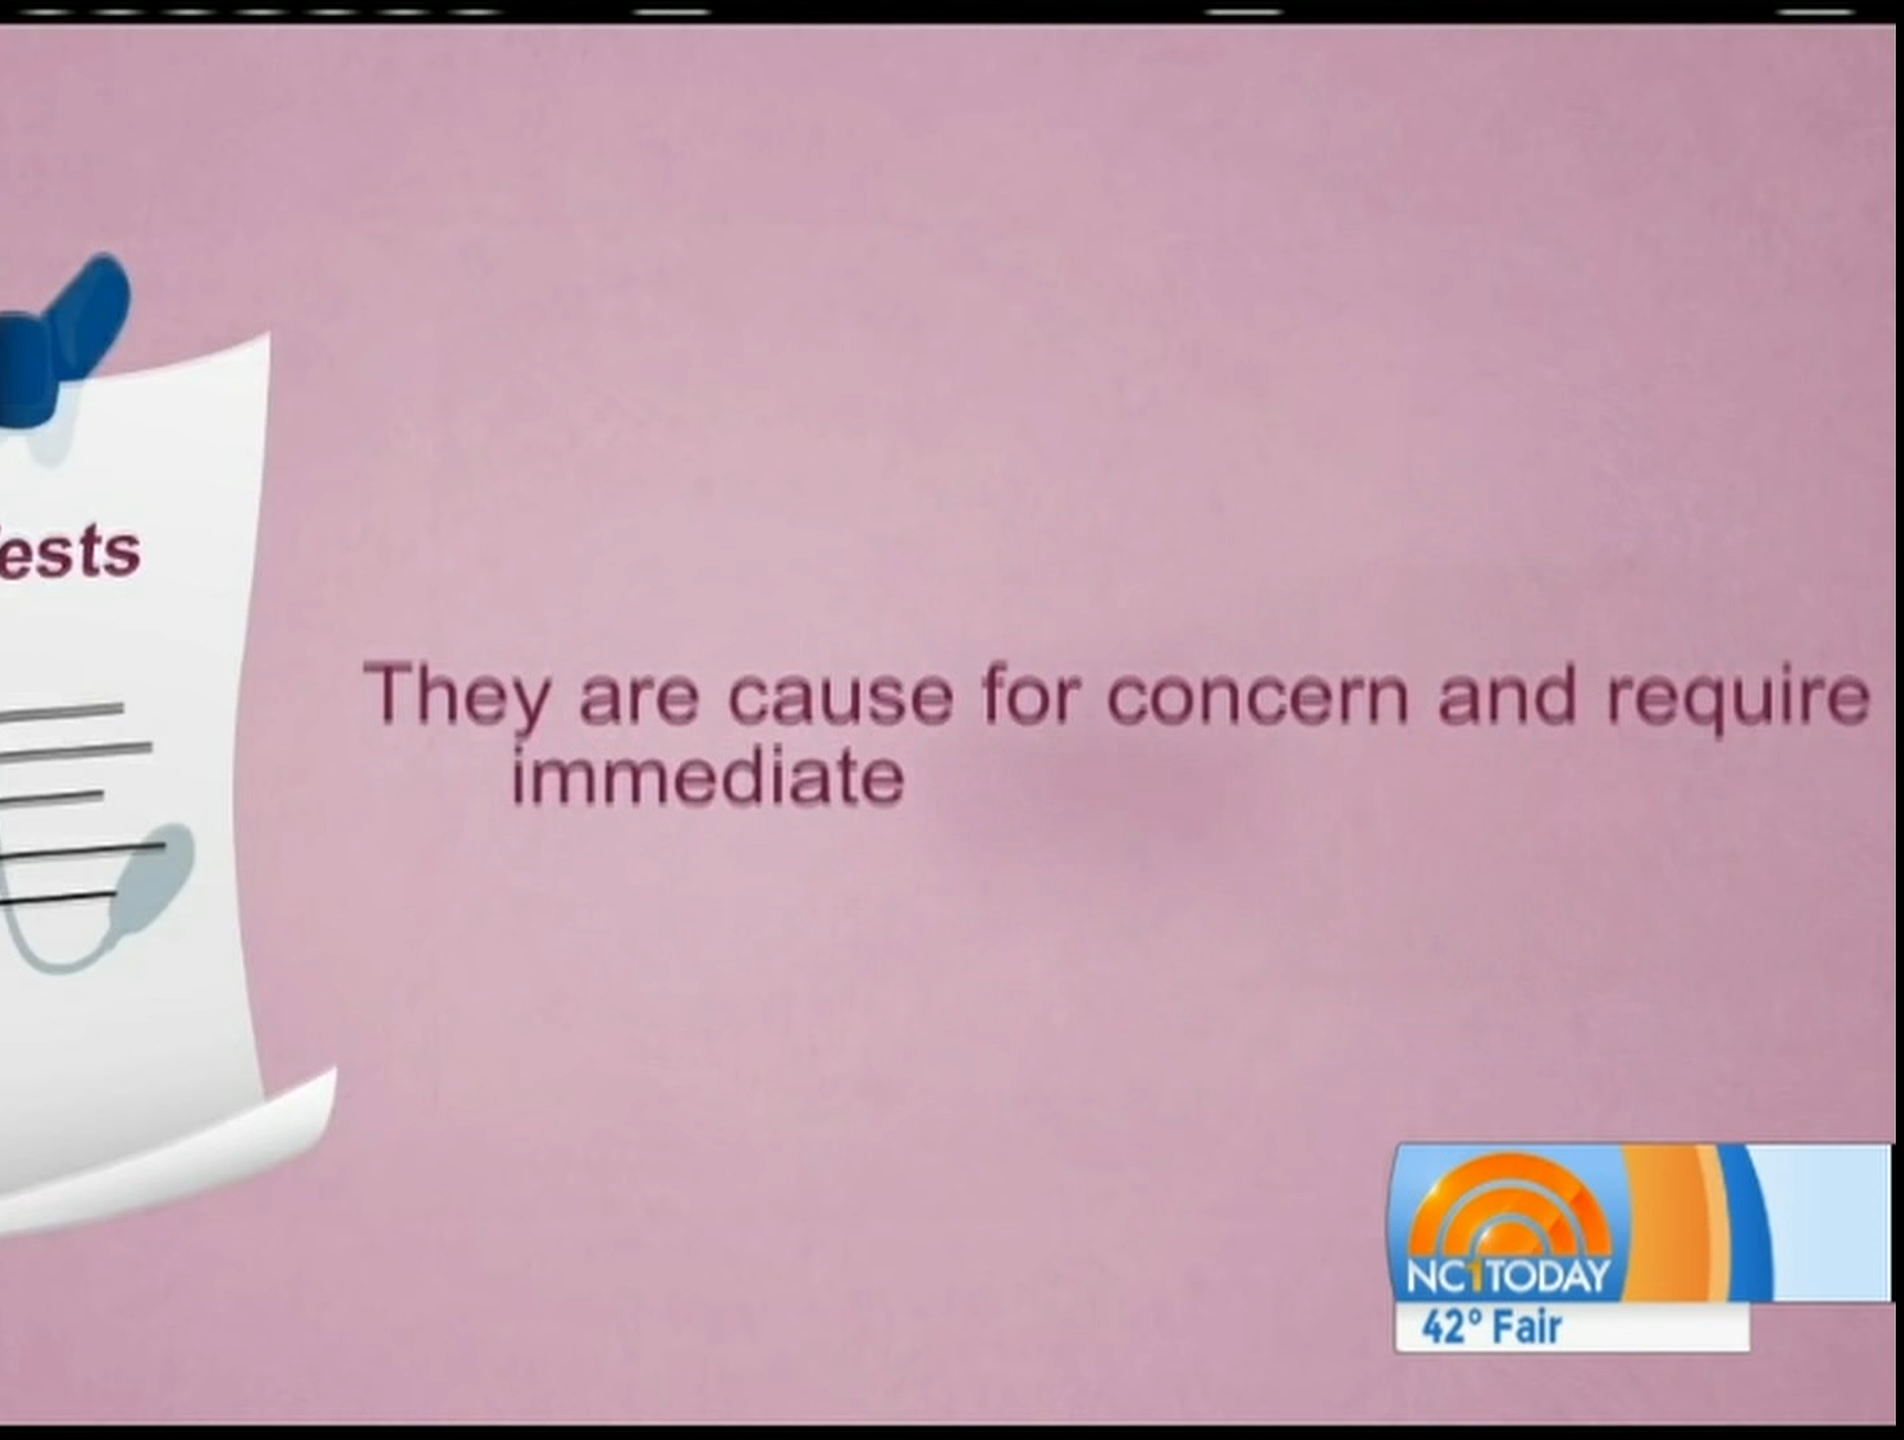 ests
They are cause for concern and require
immediate
NC1TODAY
42° Fair